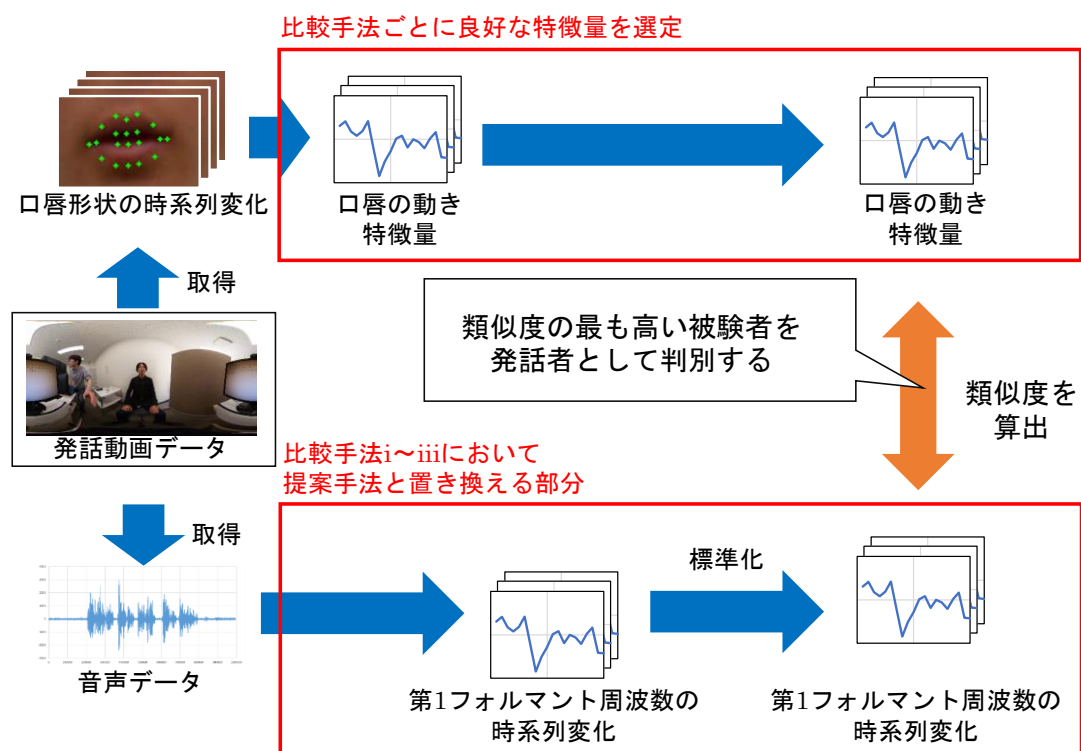 比較手法ごとに良好な特徴量を選定
口唇形状の時系列変化
口唇の動き
特徴量
口唇の動き
特徴量
取得
類似度の最も高い被験者を
発話者として判別する
類似度を
算出
発話動画データ
比較手法i～iiiにおいて
提案手法と置き換える部分
取得
標準化
音声データ
第1フォルマント周波数の
時系列変化
第1フォルマント周波数の
時系列変化